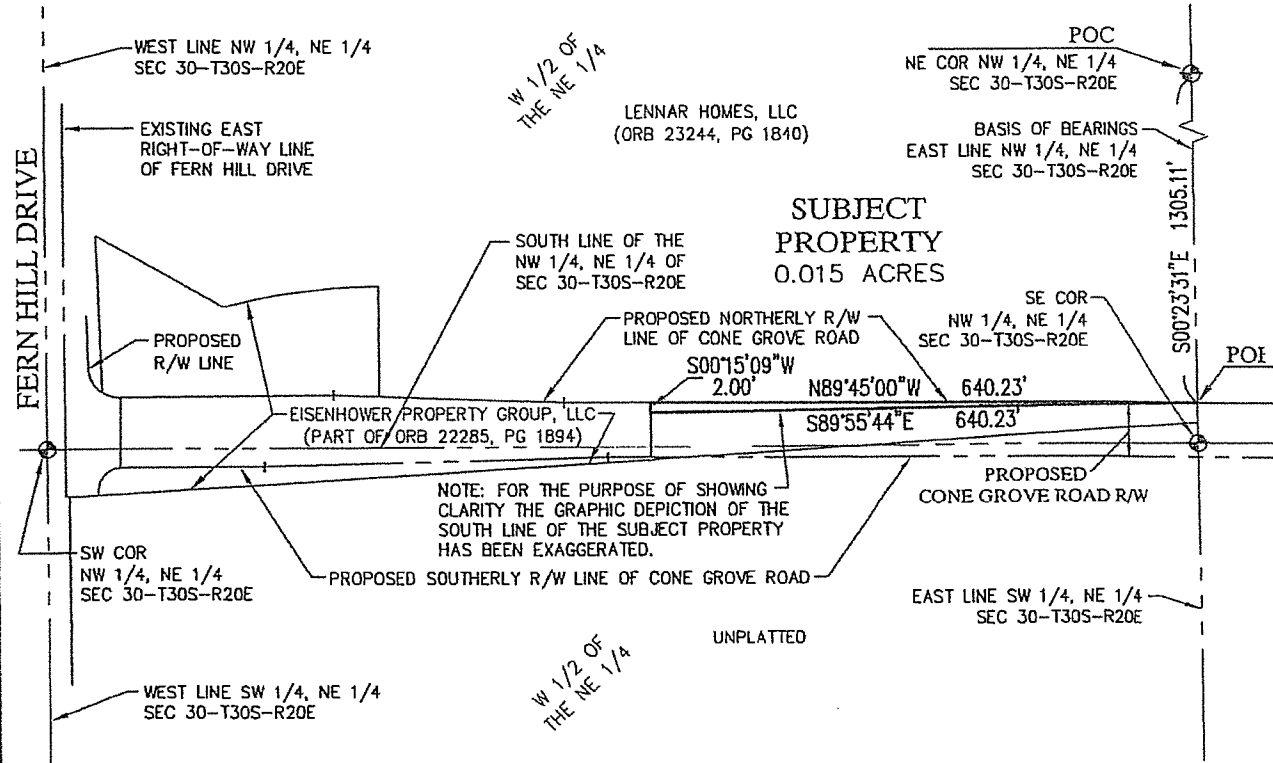 WEST LINE NW 1/4, NE 1/4
SEC 30-T30S-R20E
EXISTING EAST
RIGHT-OF-WAY LINE
OF FERN HILL DRIVE
FERN HILL DRIVE
W 1/2 OF
THE NE 1/4
LENNAR HOMES, LLC
(ORB 23244, PG 1840)
POC
NE COR NW 1/4, NE 1/4
SEC 30-T30S-R20E
BASIS OF BEARINGS
EAST LINE NW 1/4, NE 1/4
SEC 30-T30S-R20E
S00°23'31"E 1305.11'
SUBJECT
PROPERTY
0.015 ACRES
SOUTH LINE OF THE
NW 1/4, NE 1/4 OF
SEC 30-T30S-R20E
PROPOSED NORTHERLY R/W
LINE OF CONE GROVE ROAD
SE COR
NW 1/4, NE 1/4
SEC 30-T30S-R20E
PROPOSED
R/W LINE
S00°15'09"W
2.00'
N89°45'00"W 640.23'
S89°55'44"E 640.23'
EISENHOWER PROPERTY GROUP, LLC
(PART OF ORB 22285, PG 1894)
NOTE: FOR THE PURPOSE OF SHOWING
CLARITY THE GRAPHIC DEPICTION OF THE
SOUTH LINE OF THE SUBJECT PROPERTY
HAS BEEN EXAGGERATED.
PROPOSED
CONE GROVE ROAD R/W
SW COR
NW 1/4, NE 1/4
SEC 30-T30S-R20E
PROPOSED SOUTHERLY R/W LINE OF CONE GROVE ROAD
EAST LINE SW 1/4, NE 1/4
SEC 30-T30S-R20E
UNPLATTED
W 1/2 OF
THE NE 1/4
WEST LINE SW 1/4, NE 1/4
SEC 30-T30S-R20E